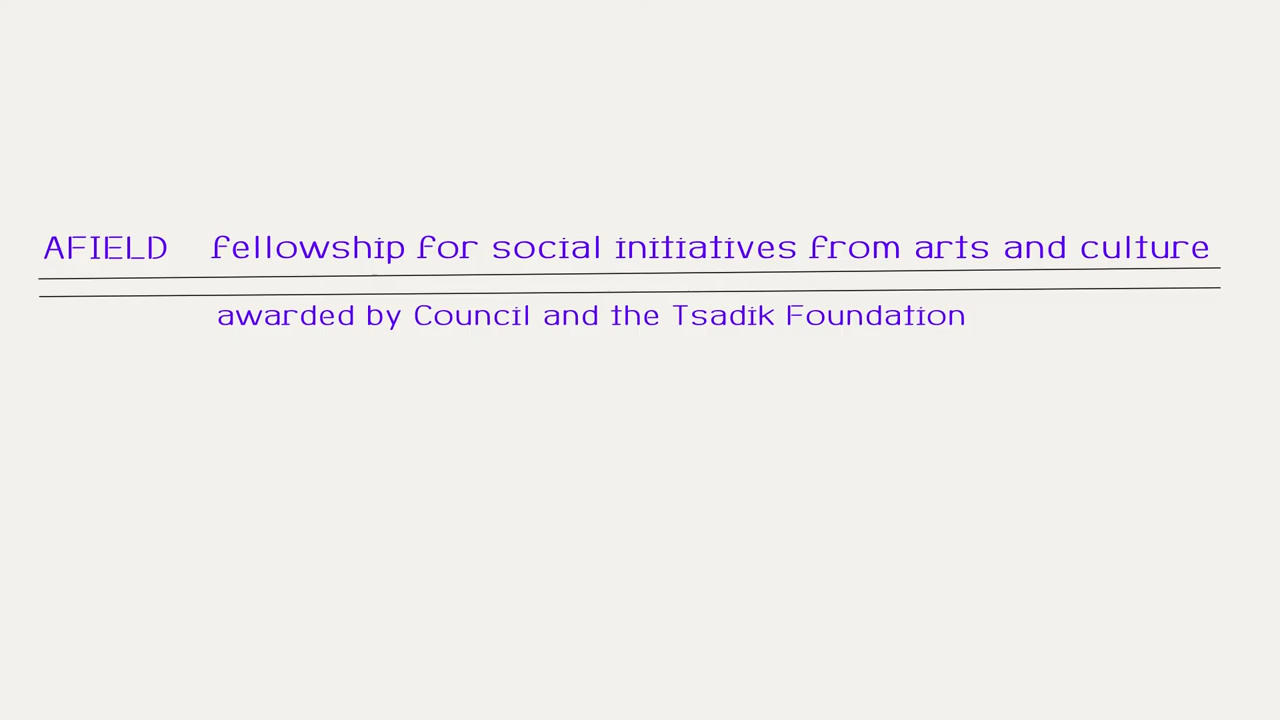 AFIELD fellowship for social initiatives from arts and culture
awarded by Council and the Tsadik Foundation